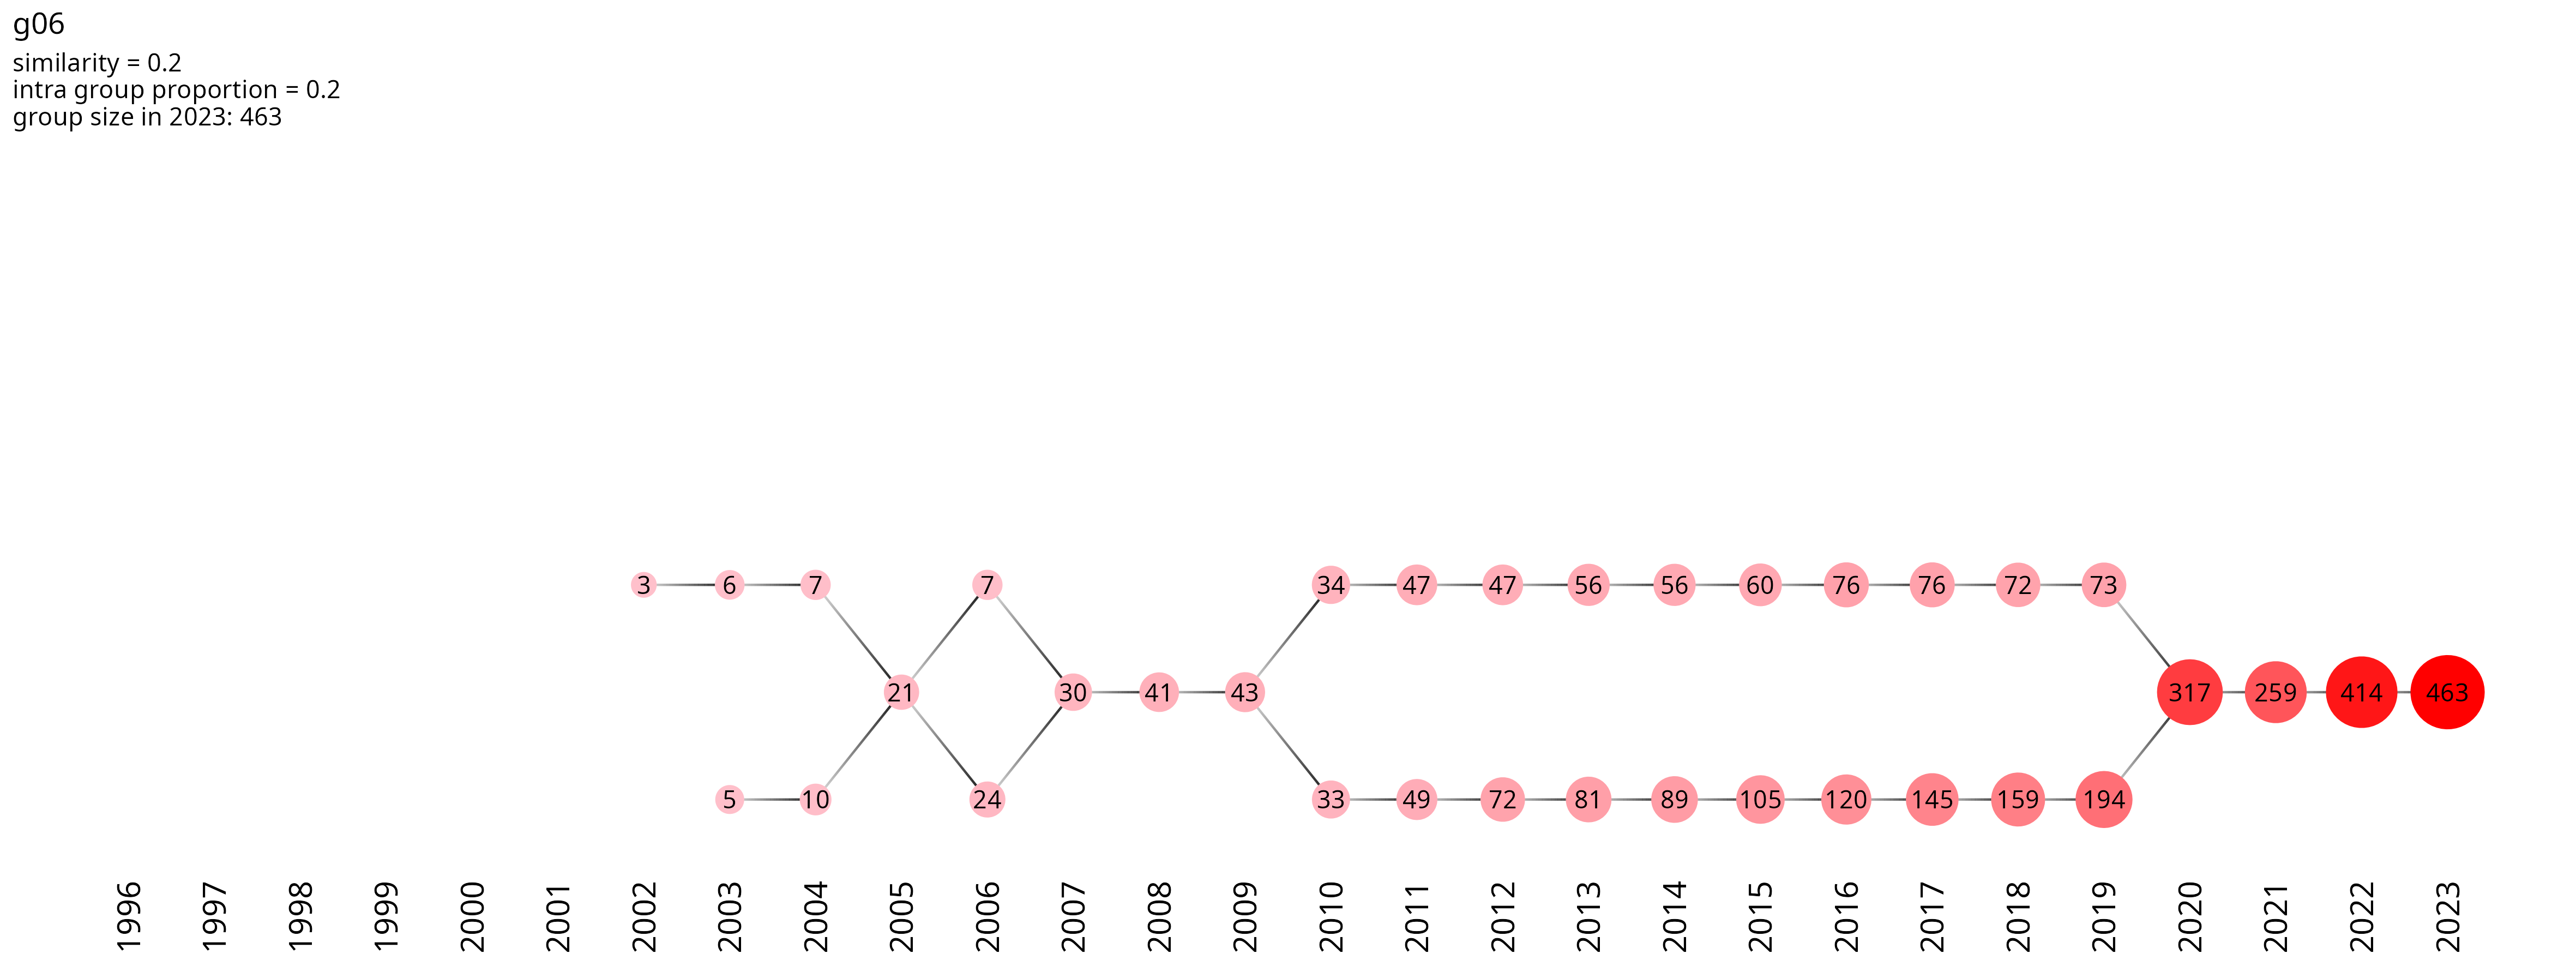 g06
similarity = 0.2
intra group proportion = 0.2
group size in 2023: 463
3 6 7 7 34 47 47 56 56 60 76 76 72 73
21 30 41 43 317 259 414 463
5 10 24 33 49 72 81 89 105 120 145 159 194
1996 1997 1998 1999 2000 2001 2002 2003 2004 2005 2006 2007 2008 2009 2010 2011 2012 2013 2014 2015 2016 2017 2018 2019 2020 2021 2022 2023